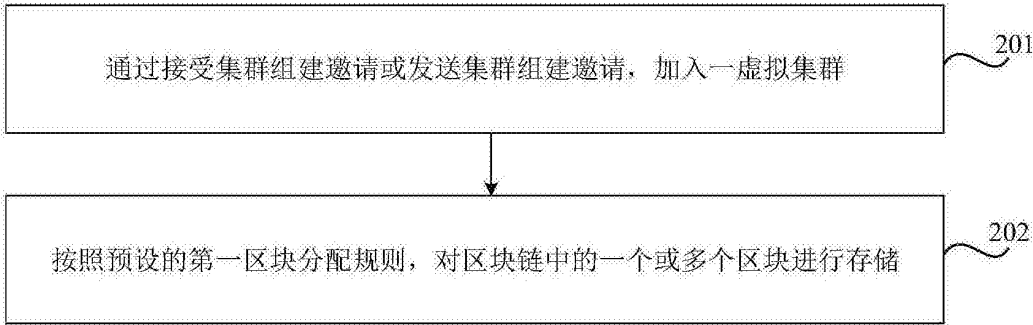 通过接受集群组建邀请或发送集群组建邀请，加入一虚拟集群
201
按照预设的第一区块分配规则，对区块链中的一个或多个区块进行存储
202